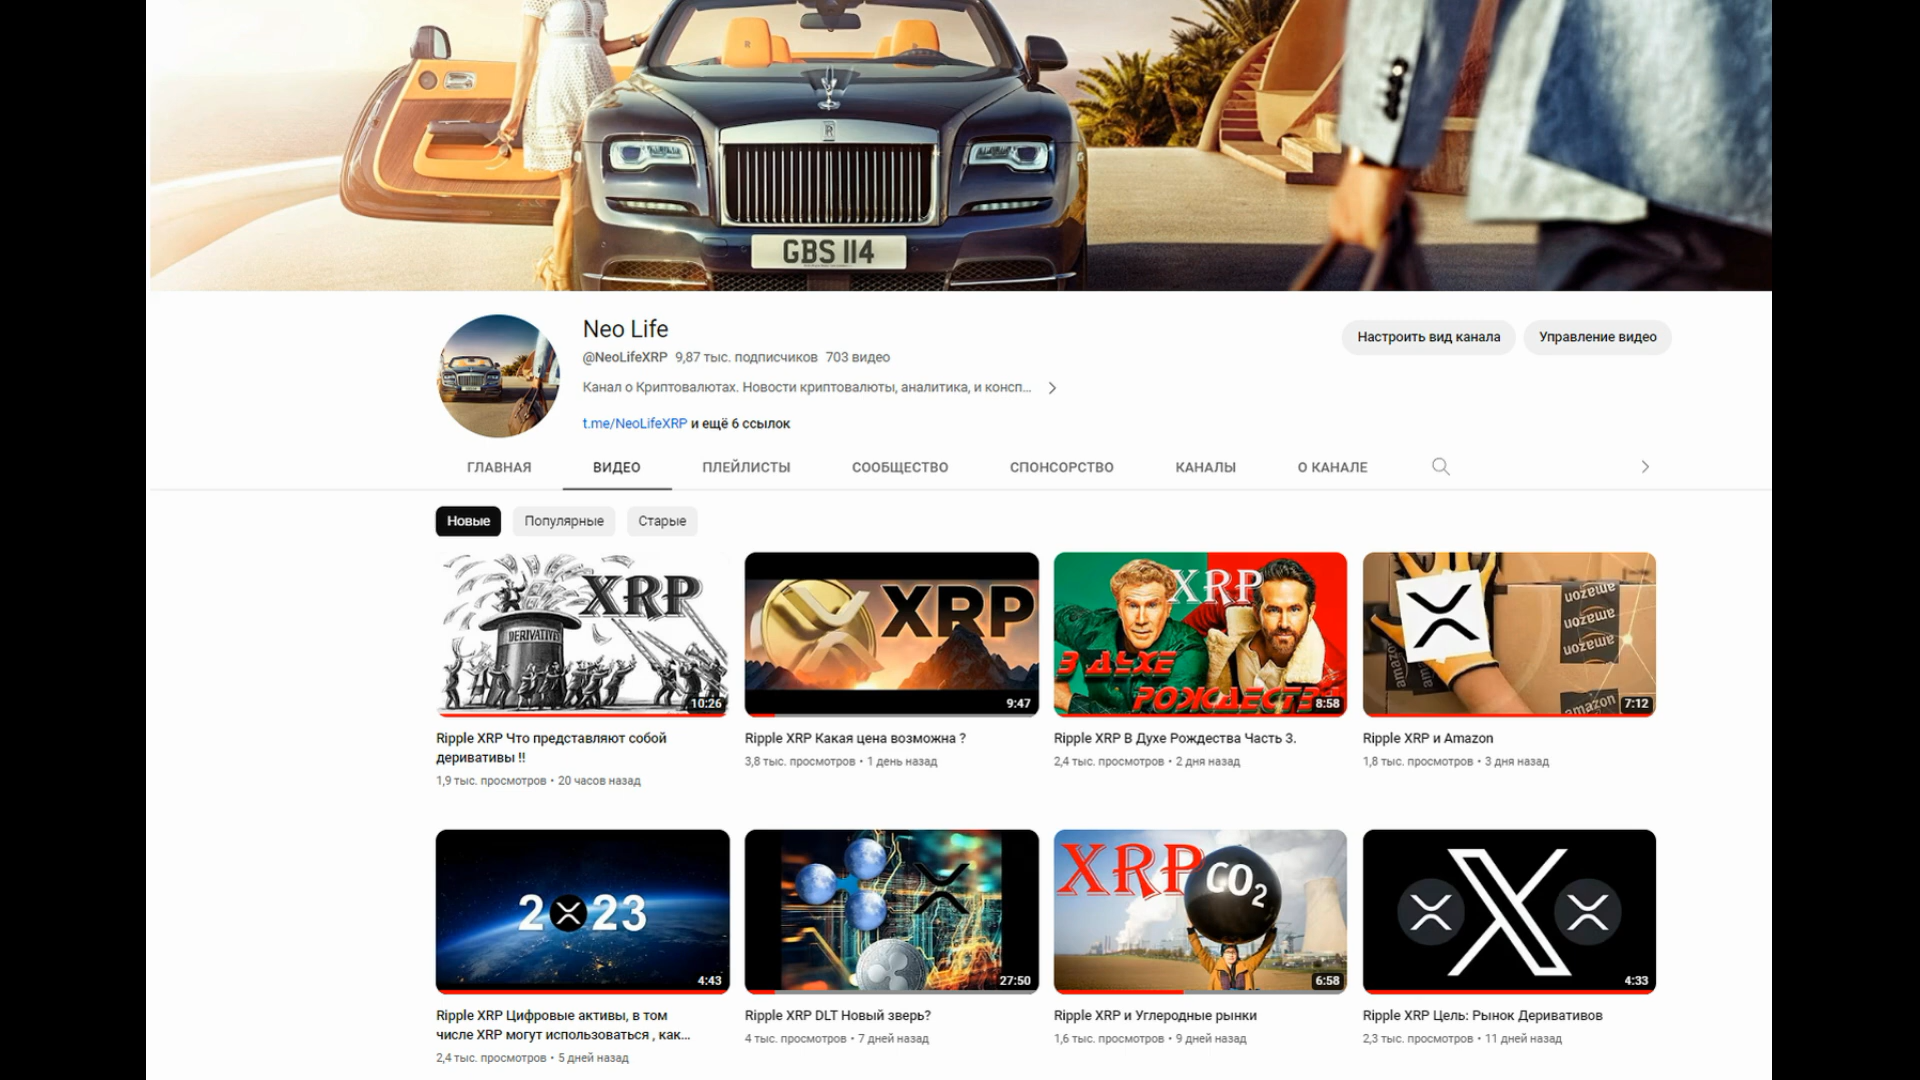 GBS 114
Neo Life
@NeoLifeXRP 9,87 тыс. подписчиков 703 видео
Канал о Криптовалютах. Новости криптовалюты, аналитика, и консп...
t.me/NeoLifeXRP и ещё 6 ссылок
Настроить вид канала
Управление видео
ГЛАВНАЯ
ВИДЕО
ПЛЕЙЛИСТЫ
СООБЩЕСТВО
СПОНСОРСТВО
КАНАЛЫ
О КАНАЛЕ
Новые
Популярные
Старые
XRP
DERIVATIVES
10:26
XRP
9:47
XRP
В ДУХЕ
РОЖДЕСТВА
8:58
amazon
amazon
amazon
amazon
amazon
amazon
7:12
Ripple XRP Что представляют собой
деривативы !!
1,9 тыс. просмотров • 20 часов назад
Ripple XRP Какая цена возможна ?
3,8 тыс. просмотров • 1 день назад
Ripple XRP В Духе Рождества Часть 3.
2,4 тыс. просмотров • 2 дня назад
Ripple XRP и Amazon
1,8 тыс. просмотров • 3 дня назад
2023
4:43
27:50
XRP
CO2
6:58
X
4:33
Ripple XRP Цифровые активы, в том
числе XRP могут использоваться , как...
2,4 тыс. просмотров • 5 дней назад
Ripple XRP DLT Новый зверь?
4 тыс. просмотров • 7 дней назад
Ripple XRP и Углеродные рынки
1,6 тыс. просмотров • 9 дней назад
Ripple XRP Цель: Рынок Деривативов
2,3 тыс. просмотров • 11 дней назад